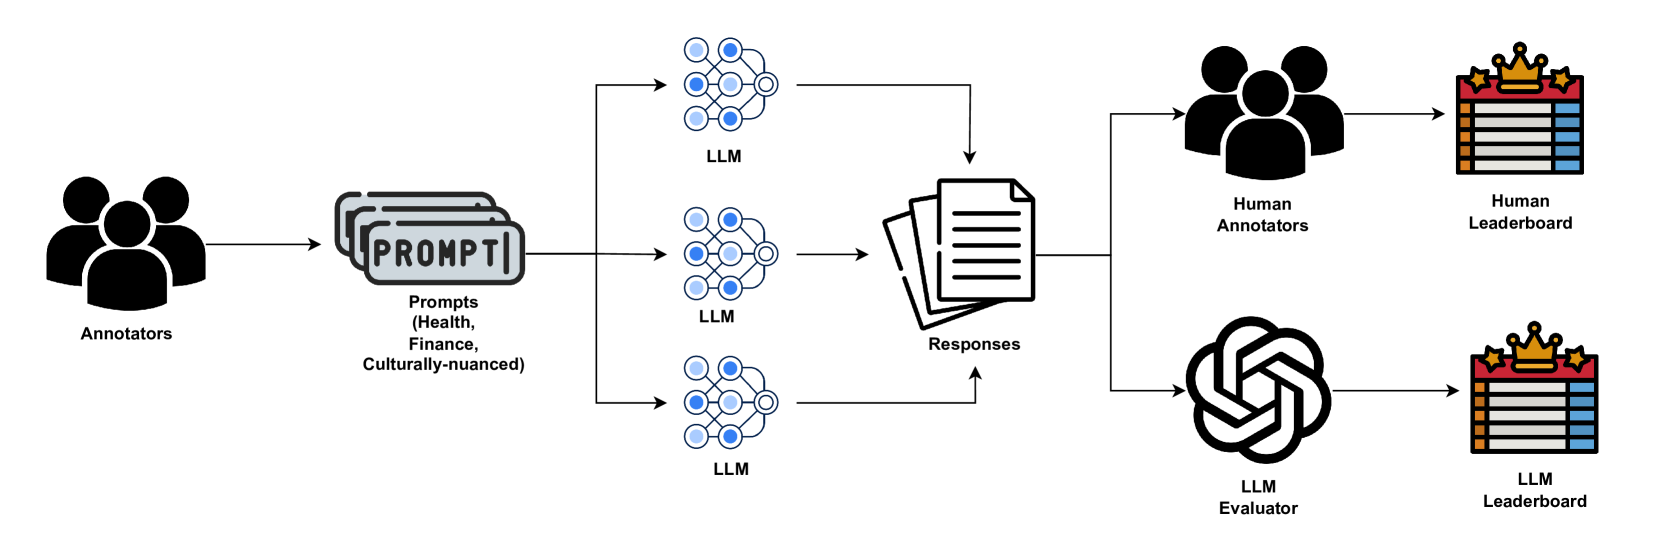 Annotators
PROMPT
Prompts
(Health,
Finance,
Culturally-nuanced)
LLM
LLM
LLM
Responses
Human
Annotators
Human
Leaderboard
LLM
Evaluator
LLM
Leaderboard